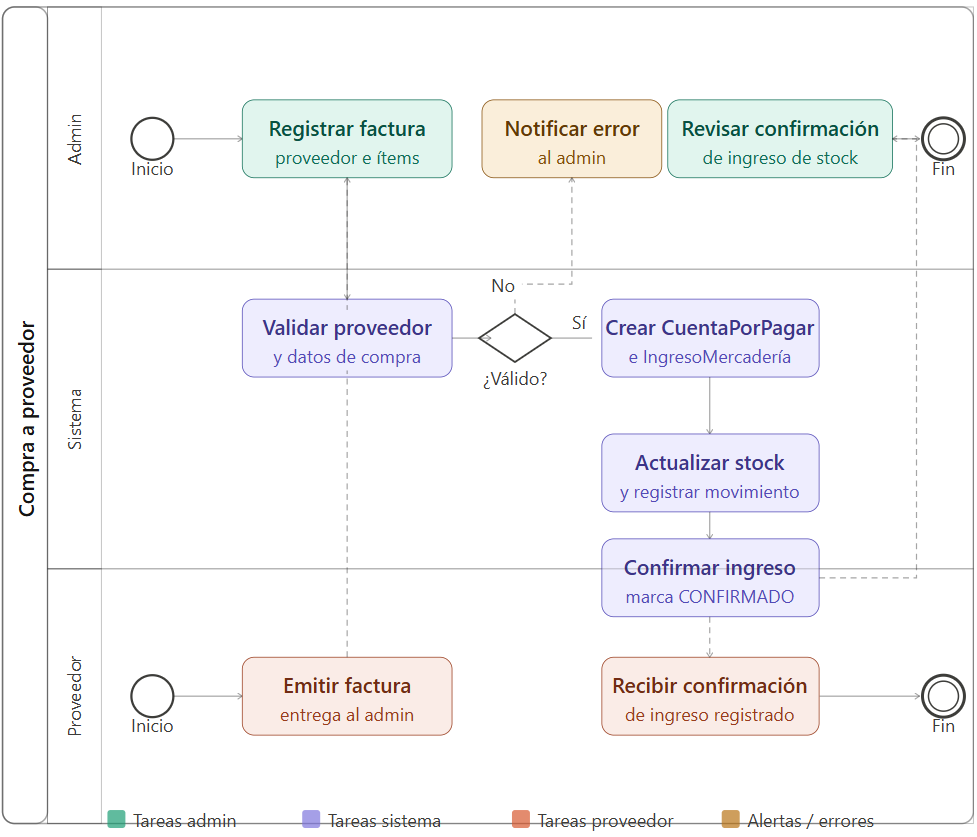 Compra a proveedor
Admin
Inicio
Registrar factura
proveedor e ítems
Notificar error
al admin
Revisar confirmación
de ingreso de stock
Fin
Sistema
Validar proveedor
y datos de compra
No
¿Válido?
Sí
Crear CuentaPorPagar
e IngresoMercadería
Actualizar stock
y registrar movimiento
Confirmar ingreso
marca CONFIRMADO
Proveedor
Inicio
Emitir factura
entrega al admin
Recibir confirmación
de ingreso registrado
Fin
Tareas admin
Tareas sistema
Tareas proveedor
Alertas / errores